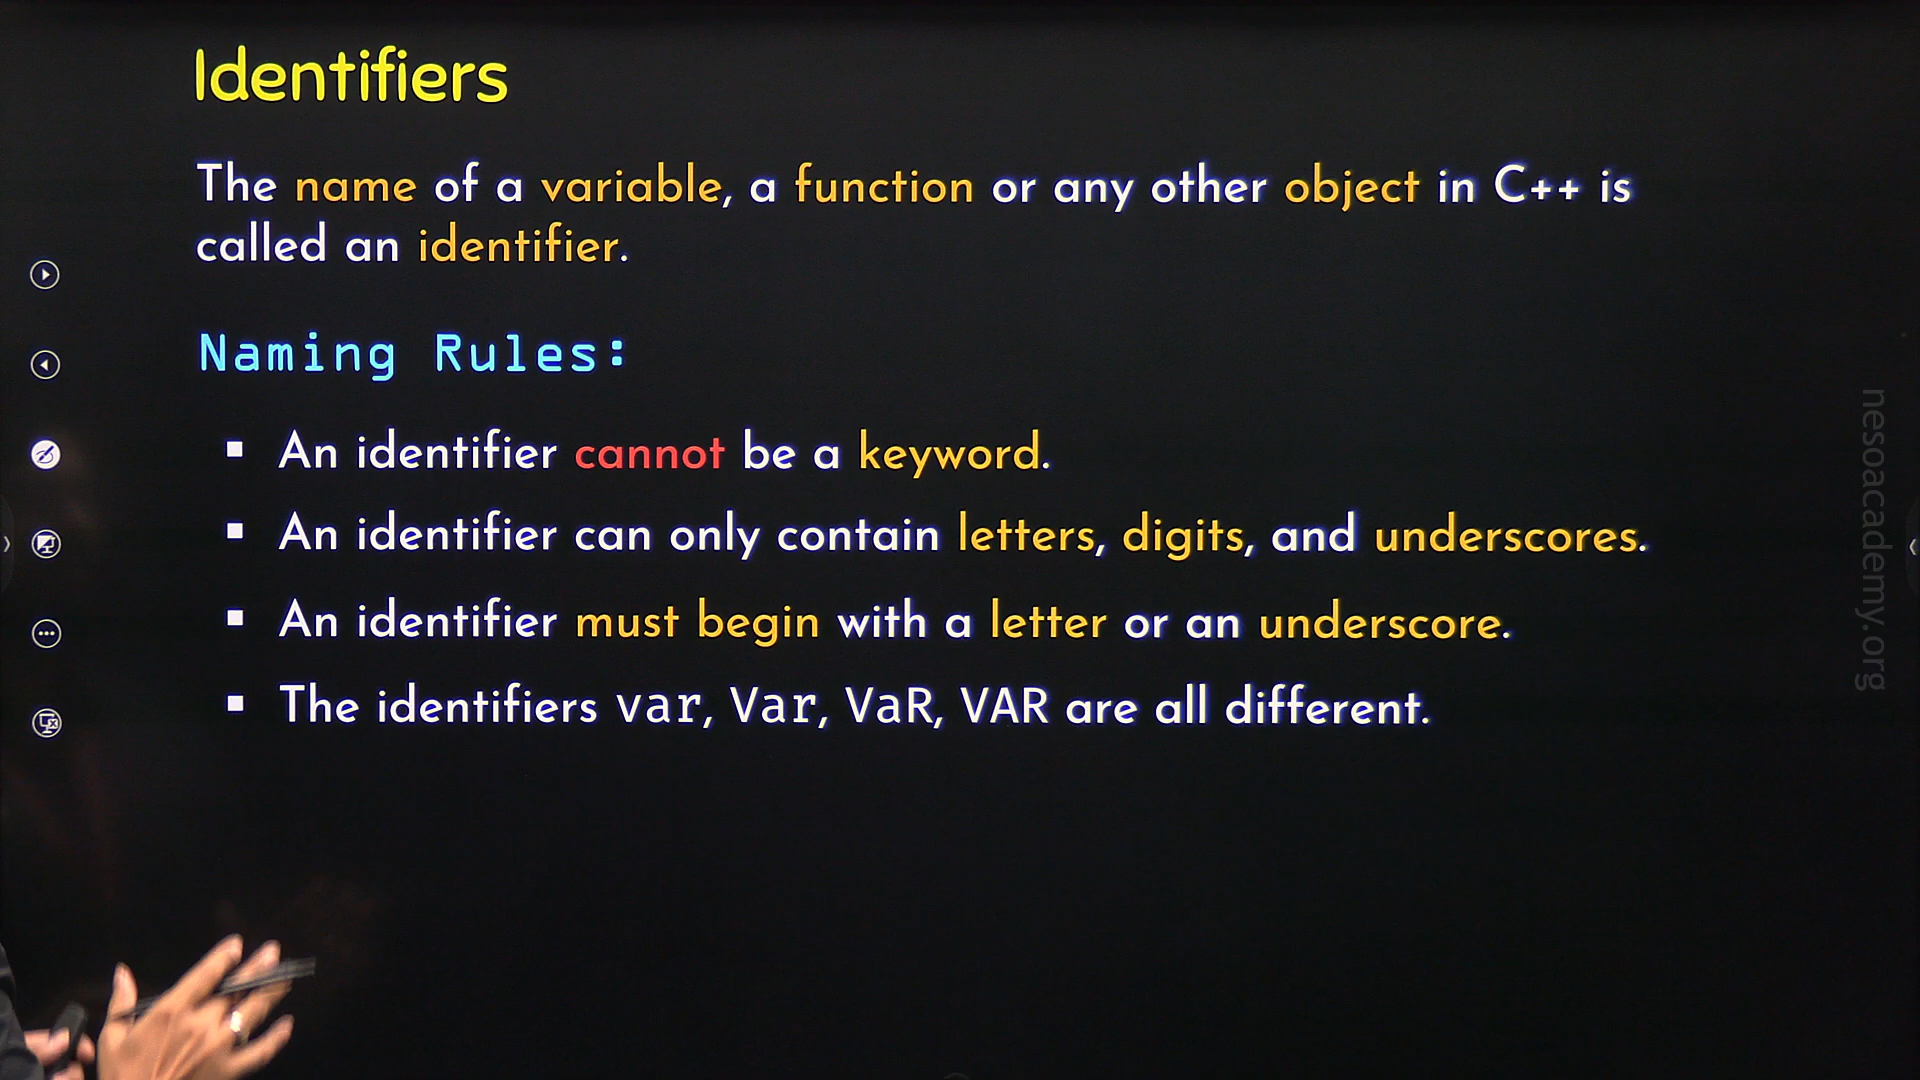 Identifiers
The name of a variable, a function or any other object in C++ is
called an identifier.
Naming Rules:
▪ An identifier cannot be a keyword.
▪ An identifier can only contain letters, digits, and underscores.
▪ An identifier must begin with a letter or an underscore.
▪ The identifiers var, Var, VaR, VAR are all different.
nesoacademy.org